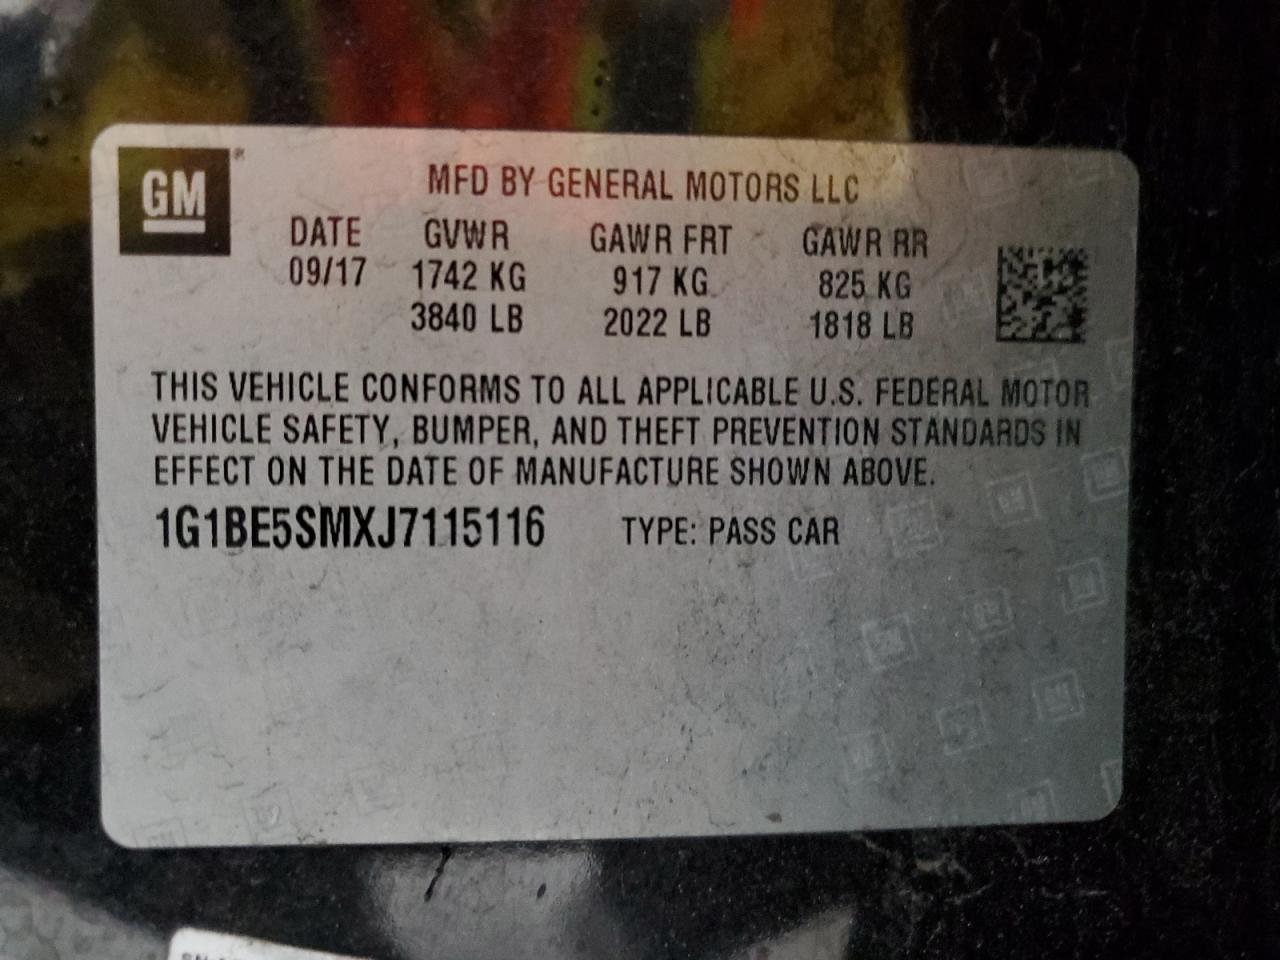 GM®
MFD BY GENERAL MOTORS LLC
DATE GVWR GAWR FRT GAWR RR
09/17 1742 KG 917 KG 825 KG
3840 LB 2022 LB 1818 LB
THIS VEHICLE CONFORMS TO ALL APPLICABLE U.S. FEDERAL MOTOR
VEHICLE SAFETY, BUMPER, AND THEFT PREVENTION STANDARDS IN
EFFECT ON THE DATE OF MANUFACTURE SHOWN ABOVE.
1G1BE5SMXJ7115116 TYPE: PASS CAR